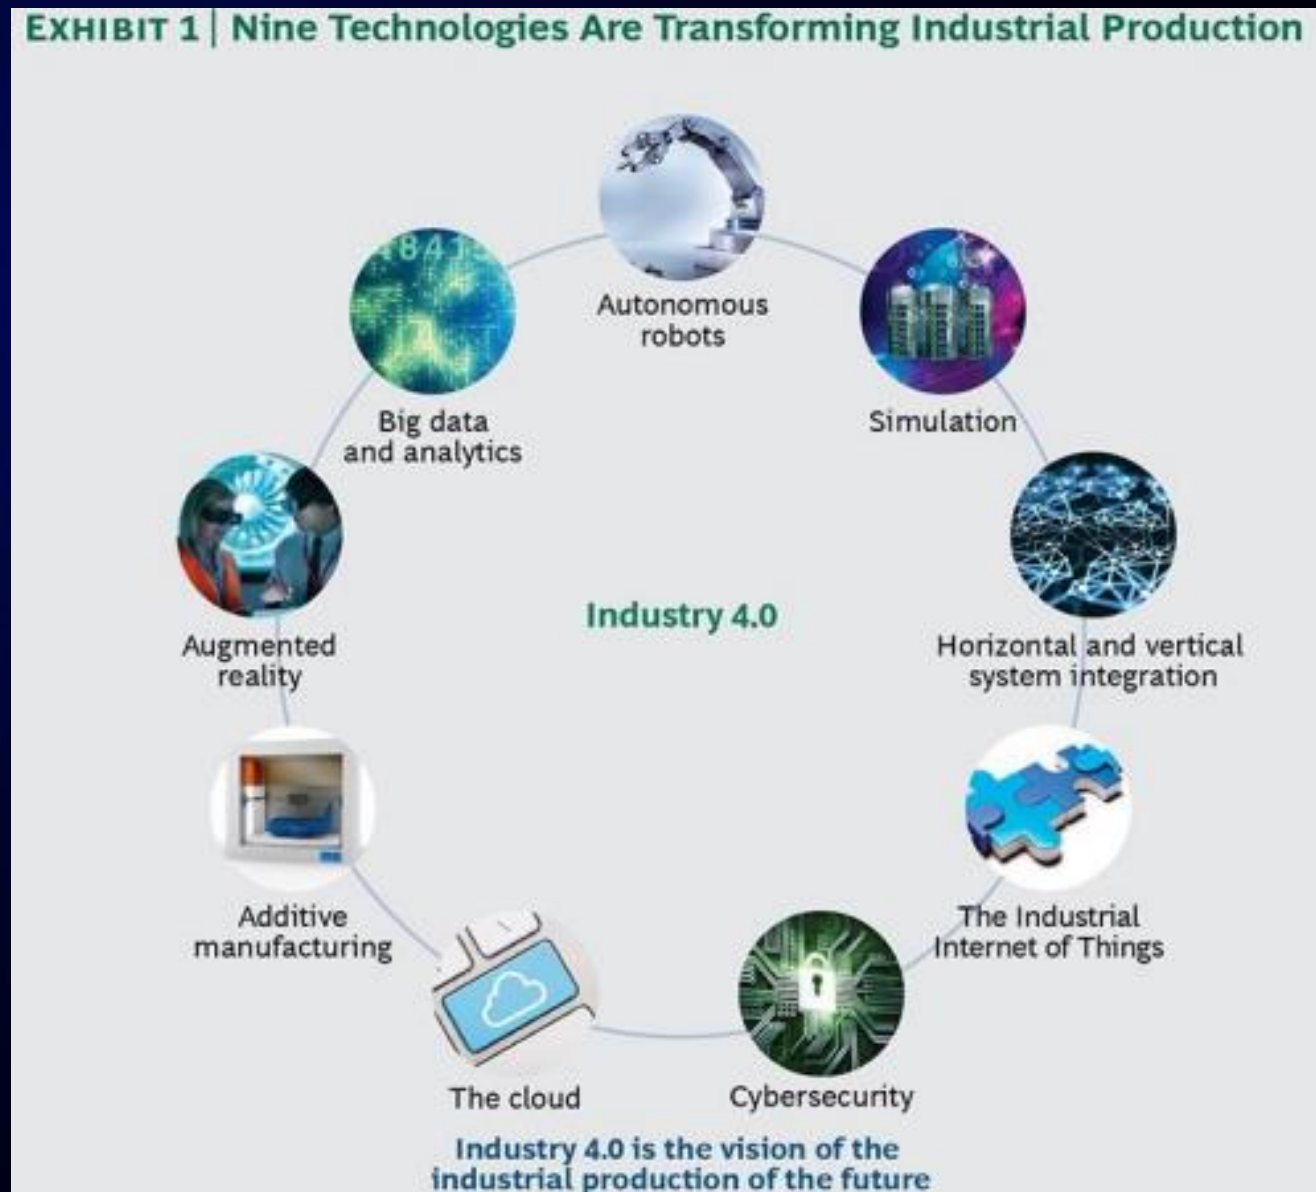 EXHIBIT 1 | Nine Technologies Are Transforming Industrial Production
8413
Autonomous
robots
Big data
and analytics
Simulation
Augmented
reality
Industry 4.0
Horizontal and vertical
system integration
Additive
manufacturing
The Industrial
Internet of Things
The cloud
Cybersecurity
Industry 4.0 is the vision of the
industrial production of the future